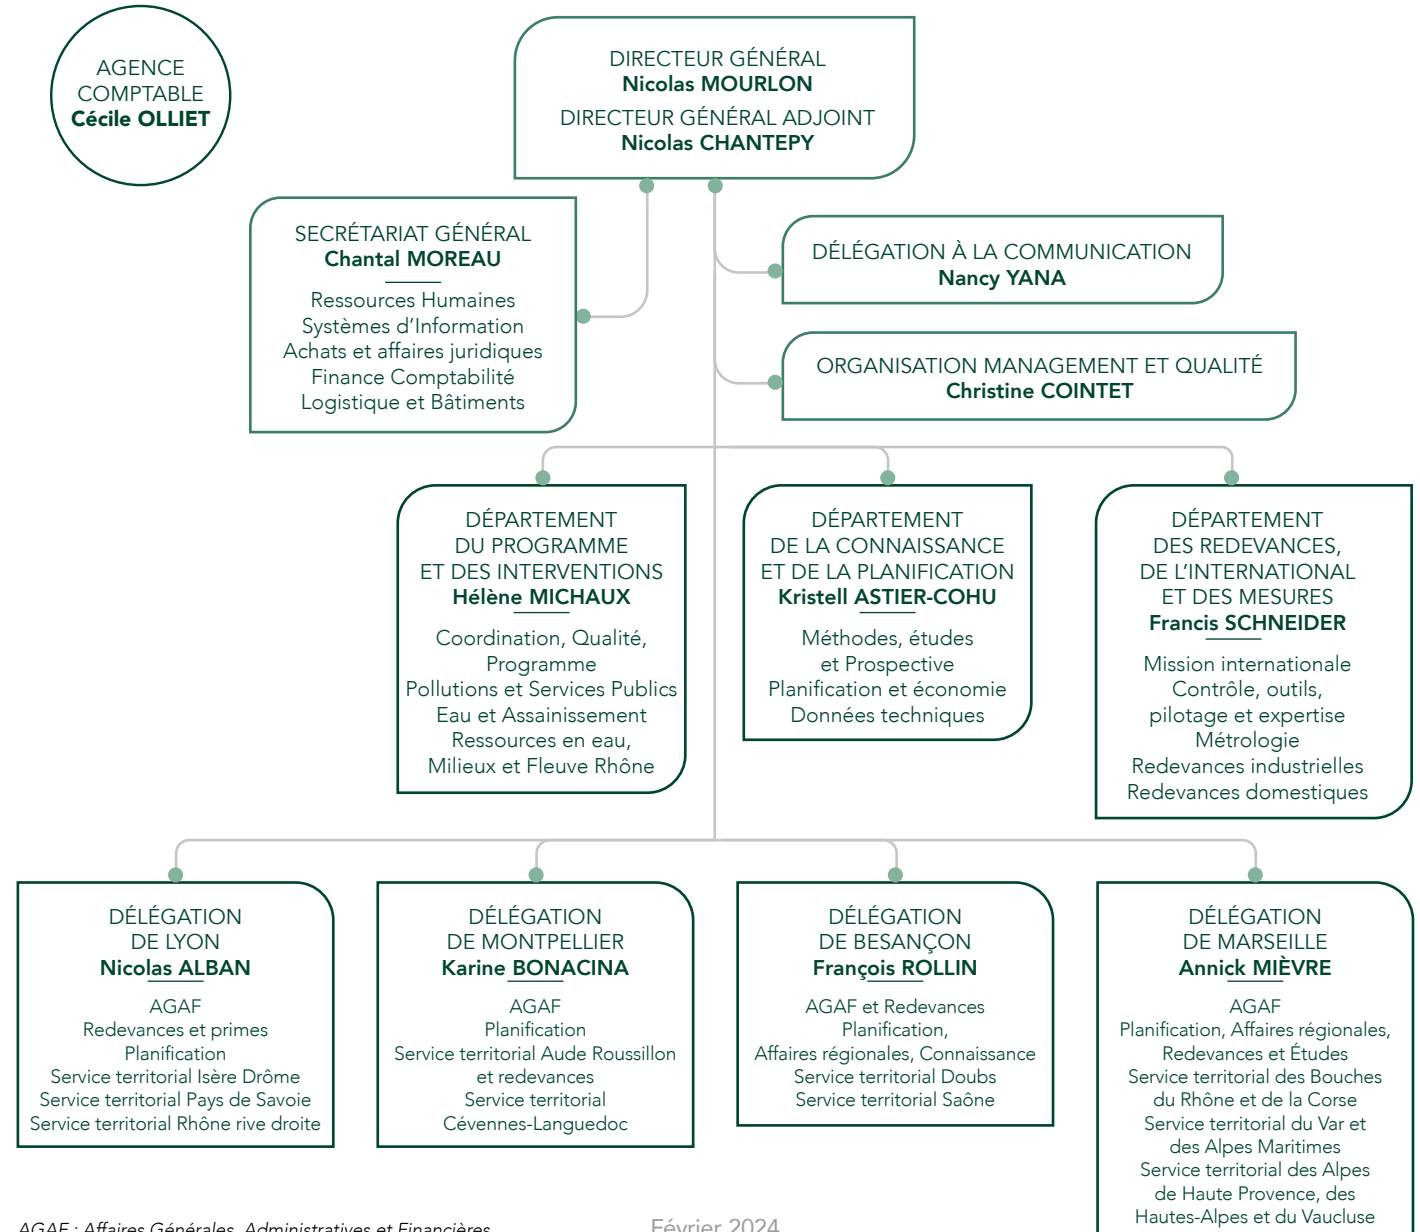 AGENCE
COMPTABLE
Cécile OLLIET
DIRECTEUR GÉNÉRAL
Nicolas MOURLON
DIRECTEUR GÉNÉRAL ADJOINT
Nicolas CHANTEPY
SECRÉTARIAT GÉNÉRAL
Chantal MOREAU
Ressources Humaines
Systèmes d’Information
Achats et affaires juridiques
Finance Comptabilité
Logistique et Bâtiments
DÉLÉGATION À LA COMMUNICATION
Nancy YANA
ORGANISATION MANAGEMENT ET QUALITÉ
Christine COINTET
DÉPARTEMENT
DU PROGRAMME
ET DES INTERVENTIONS
Hélène MICHAUX
Coordination, Qualité,
Programme
Pollutions et Services Publics
Eau et Assainissement
Ressources en eau,
Milieux et Fleuve Rhône
DÉPARTEMENT
DE LA CONNAISSANCE
ET DE LA PLANIFICATION
Kristell ASTIER-COHU
Méthodes, études
et Prospective
Planification et économie
Données techniques
DÉPARTEMENT
DES REDEVANCES,
DE L’INTERNATIONAL
ET DES MESURES
Francis SCHNEIDER
Mission internationale
Contrôle, outils,
pilotage et expertise
Métrologie
Redevances industrielles
Redevances domestiques
DÉLÉGATION
DE LYON
Nicolas ALBAN
AGAF
Redevances et primes
Planification
Service territorial Isère Drôme
Service territorial Pays de Savoie
Service territorial Rhône rive droite
DÉLÉGATION
DE MONTPELLIER
Karine BONACINA
AGAF
Planification
Service territorial Aude Roussillon
et redevances
Service territorial
Cévennes-Languedoc
DÉLÉGATION
DE BESANÇON
François ROLLIN
AGAF et Redevances
Planification,
Affaires régionales, Connaissance
Service territorial Doubs
Service territorial Saône
DÉLÉGATION
DE MARSEILLE
Annick MIÈVRE
AGAF
Planification, Affaires régionales,
Redevances et Études
Service territorial des Bouches
du Rhône et de la Corse
Service territorial du Var et
des Alpes Maritimes
Service territorial des Alpes
de Haute Provence, des
Hautes-Alpes et du Vaucluse
AGAF : Affaires Générales, Administratives et Financières
Février 2024